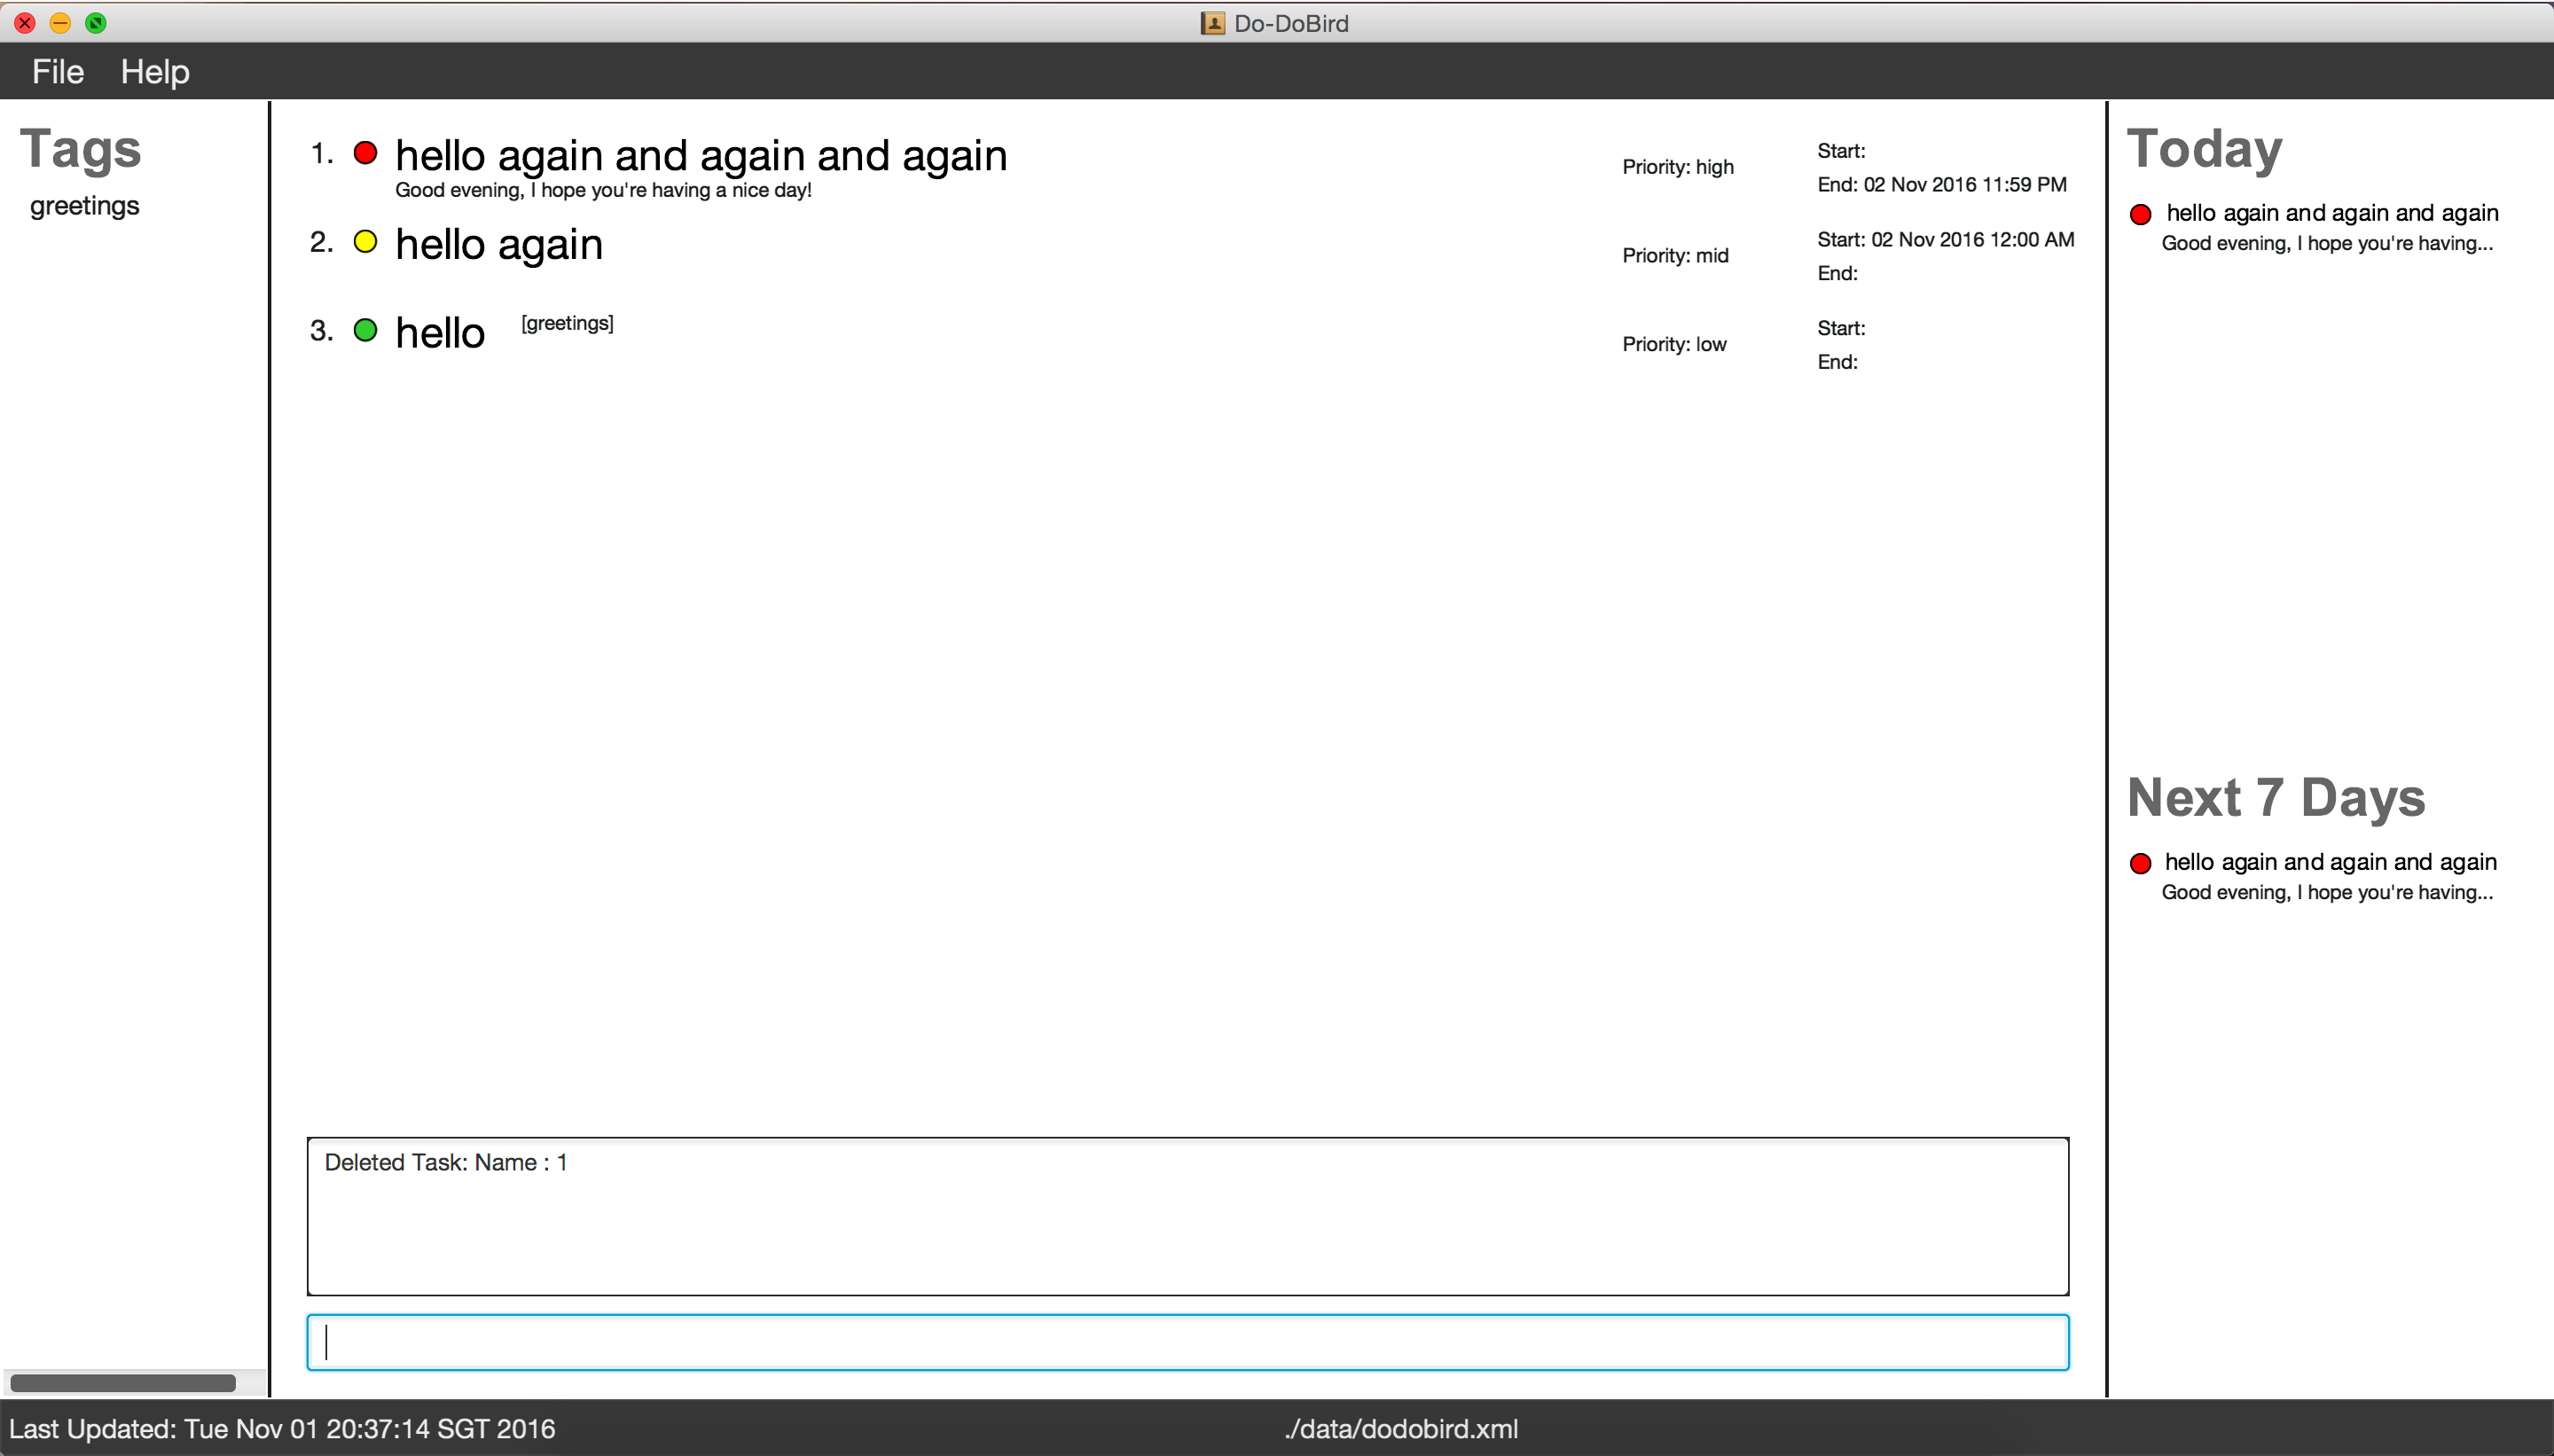 Do-DoBird
File Help
Tags
greetings
1. hello again and again and again
Good evening, I hope you're having a nice day!
Priority: high
Start:
End: 02 Nov 2016 11:59 PM
2. hello again
Priority: mid
Start: 02 Nov 2016 12:00 AM
End:
3. hello [greetings]
Priority: low
Start:
End:
Deleted Task: Name : 1
Today
hello again and again and again
Good evening, I hope you're having...
Next 7 Days
hello again and again and again
Good evening, I hope you're having...
Last Updated: Tue Nov 01 20:37:14 SGT 2016
./data/dodobird.xml